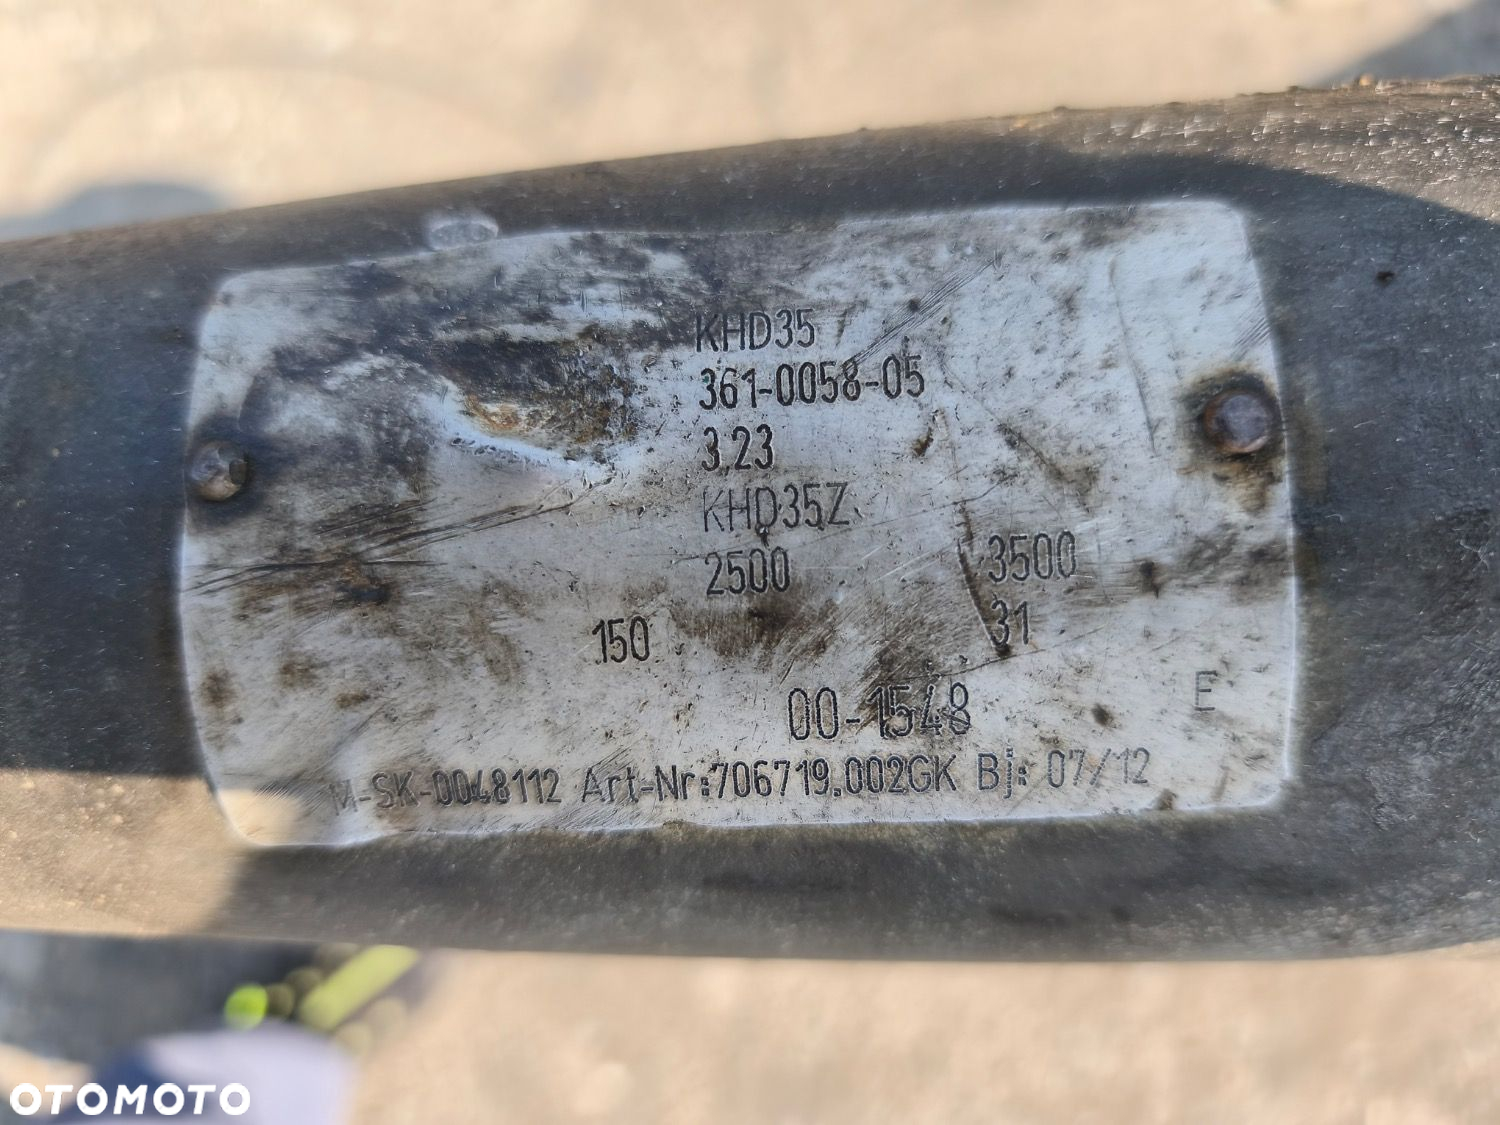 KHD35
361-0058-05
3,23
KHD35Z
2500 3500
150 31
00-1548 E
M-SK-0048112 Art-Nr:706719.002GK Bj: 07/12
OTOMOTO